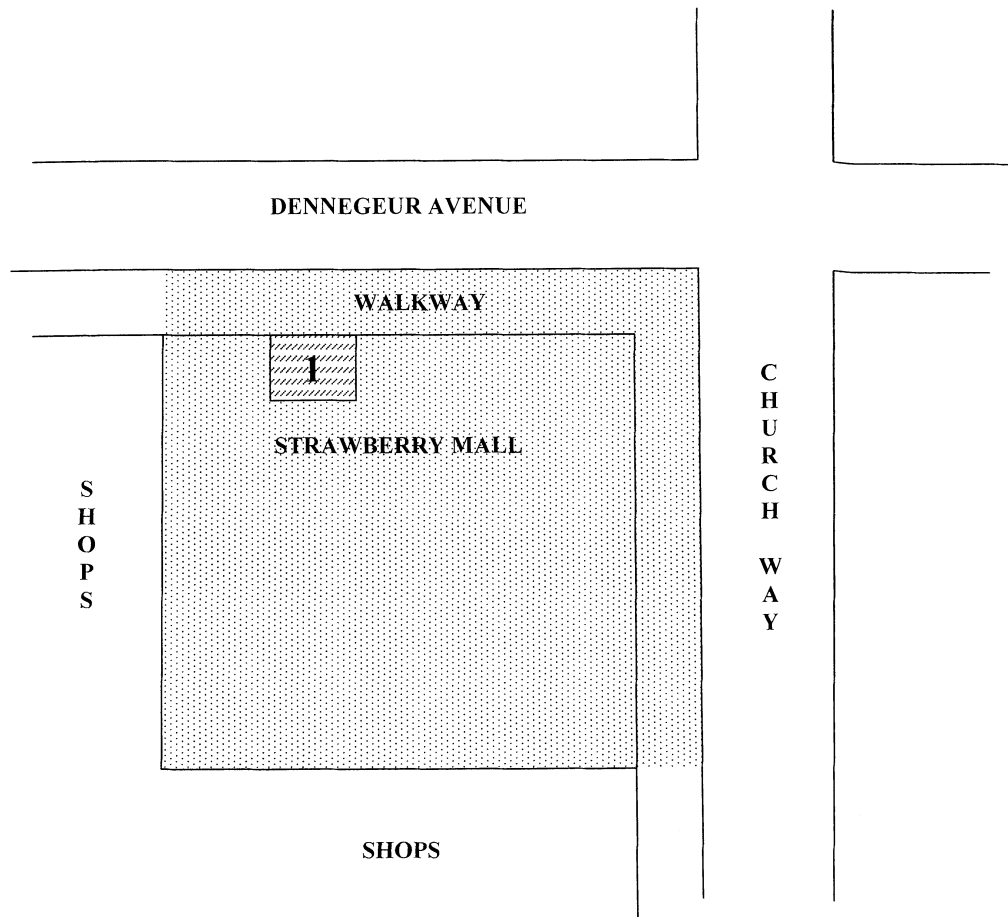 DENNEGEUR AVENUE
WALKWAY
1
STRAWBERRY MALL
SHOPS
CHURCH WAY
SHOPS